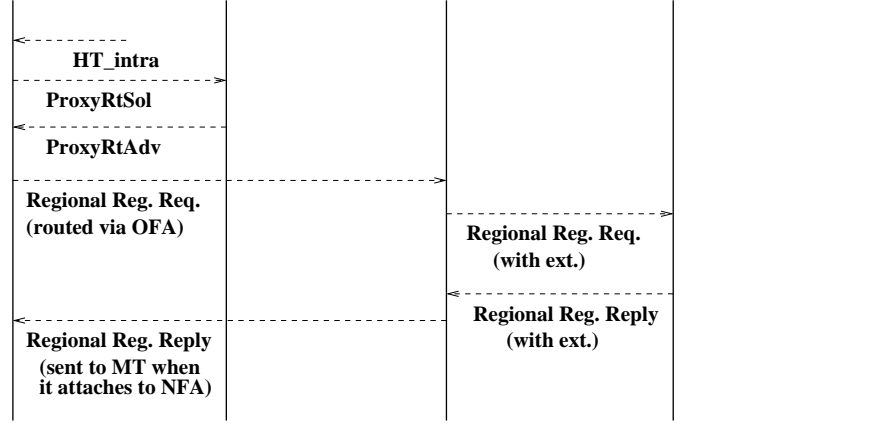 HT_intra
ProxyRtSol
ProxyRtAdv
Regional Reg. Req.
(routed via OFA)
Regional Reg. Req.
(with ext.)
Regional Reg. Reply
(with ext.)
Regional Reg. Reply
(sent to MT when
it attaches to NFA)